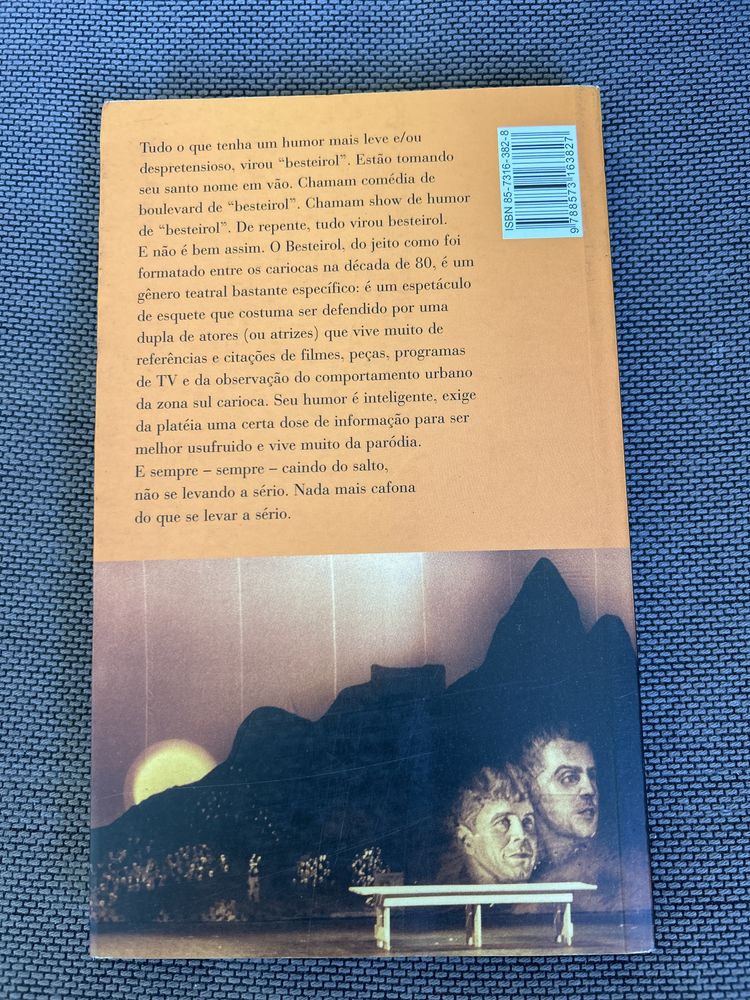 Tudo o que tenha um humor mais leve e/ou
despretensioso, virou “besteirol”. Estão tomando
seu santo nome em vão. Chamam comédia de
boulevard de “besteirol”. Chamam show de humor
de “besteirol”. De repente, tudo virou besteirol.
E não é bem assim. O Besteirol, do jeito como foi
formatado entre os cariocas na década de 80, é um
gênero teatral bastante específico: é um espetáculo
de esquete que costuma ser defendido por uma
dupla de atores (ou atrizes) que vive muito de
referências e citações de filmes, peças, programas
de TV e da observação do comportamento urbano
da zona sul carioca. Seu humor é inteligente, exige
da platéia uma certa dose de informação para ser
melhor usufruido e vive muito da paródia.
E sempre – sempre – caindo do salto,
não se levando a sério. Nada mais cafona
do que se levar a sério.
ISBN 85-7316-382-8
9 788573 163827